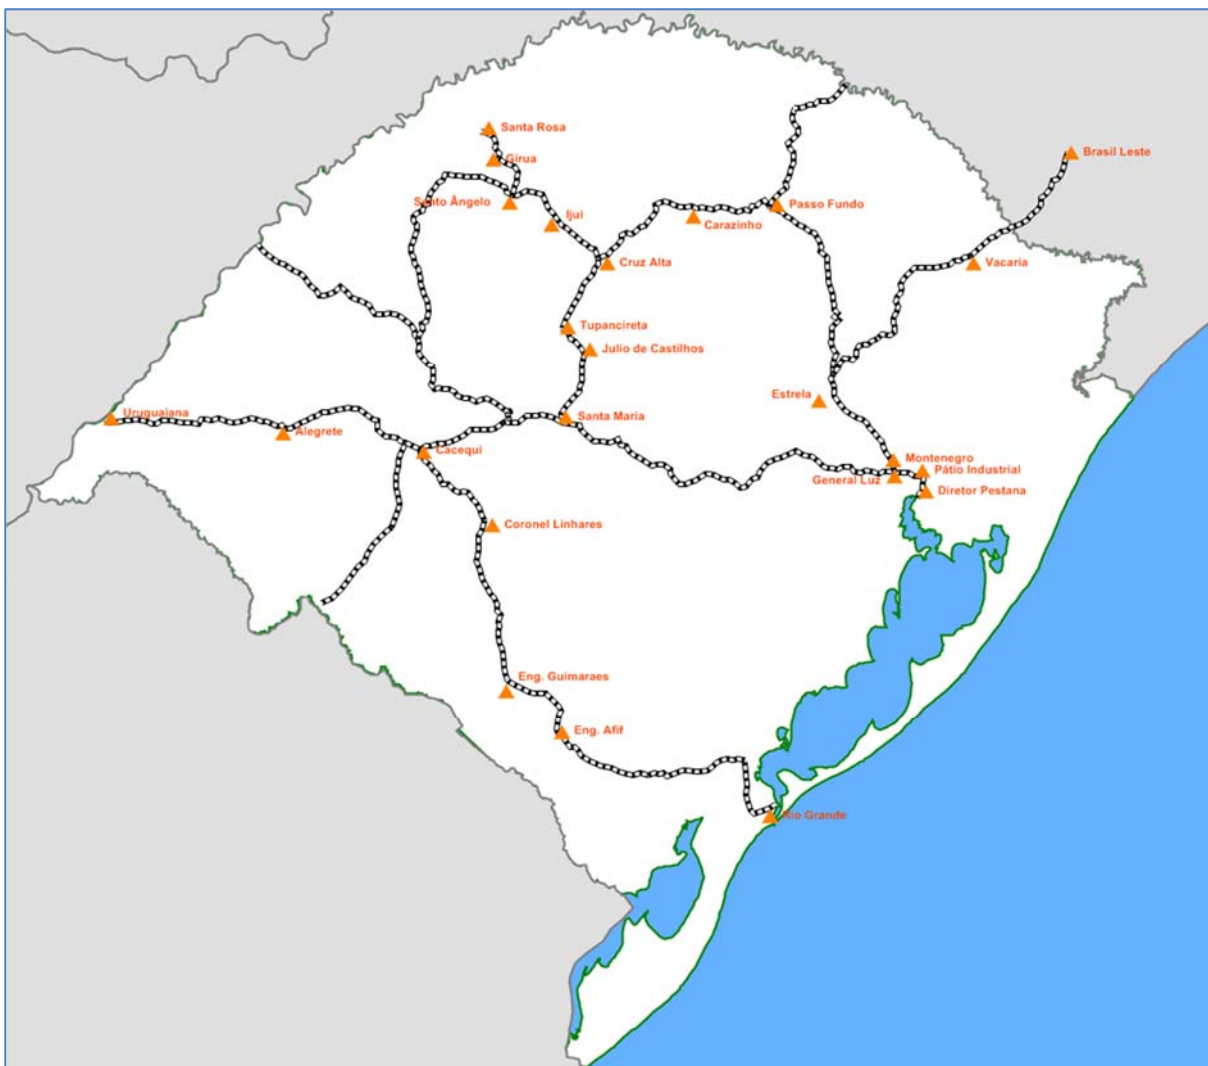 Santa Rosa
Brasil Leste
Girua
Santo Ângelo
Passo Fundo
Ijui
Carazinho
Cruz Alta
Vacaria
Tupancireta
Julio de Castilhos
Estrela
Uruguaiana
Santa Maria
Alegrete
Cacequi
Montenegro
Pátio Industrial
General Luz
Diretor Pestana
Coronel Linhares
Eng. Guimaraes
Eng. Afif
Rio Grande